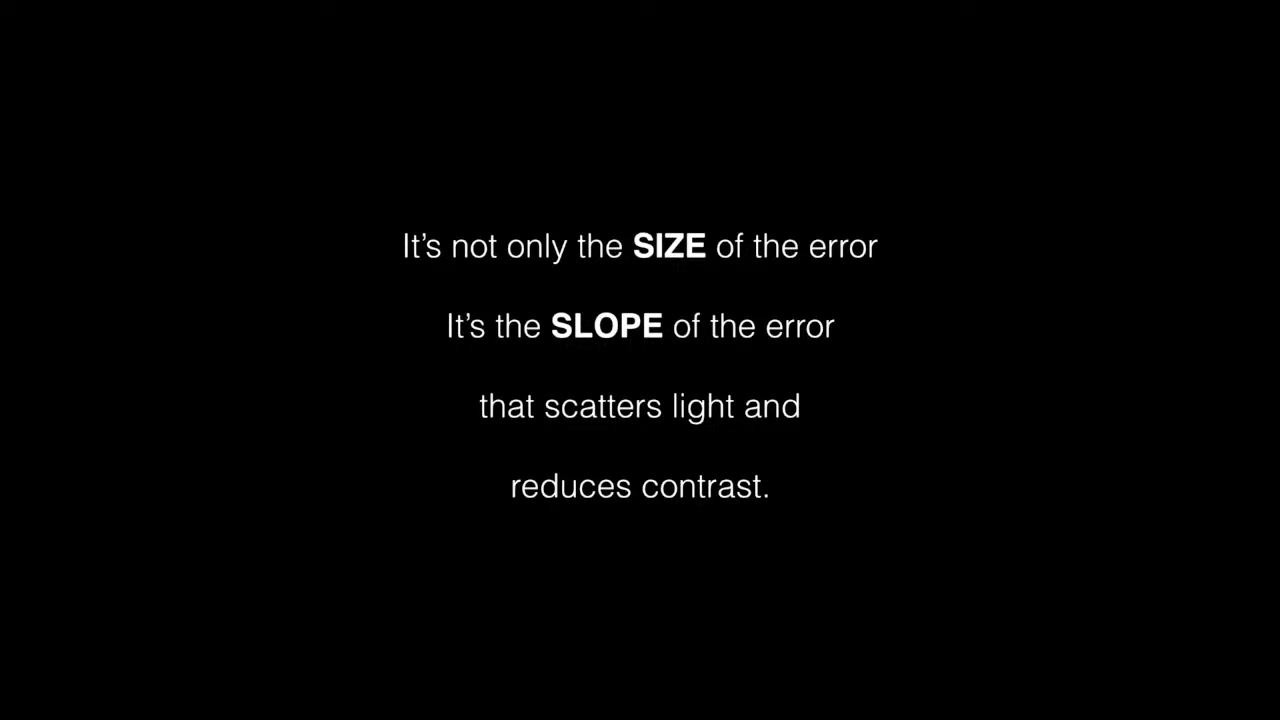 It’s not only the SIZE of the error
It’s the SLOPE of the error
that scatters light and
reduces contrast.